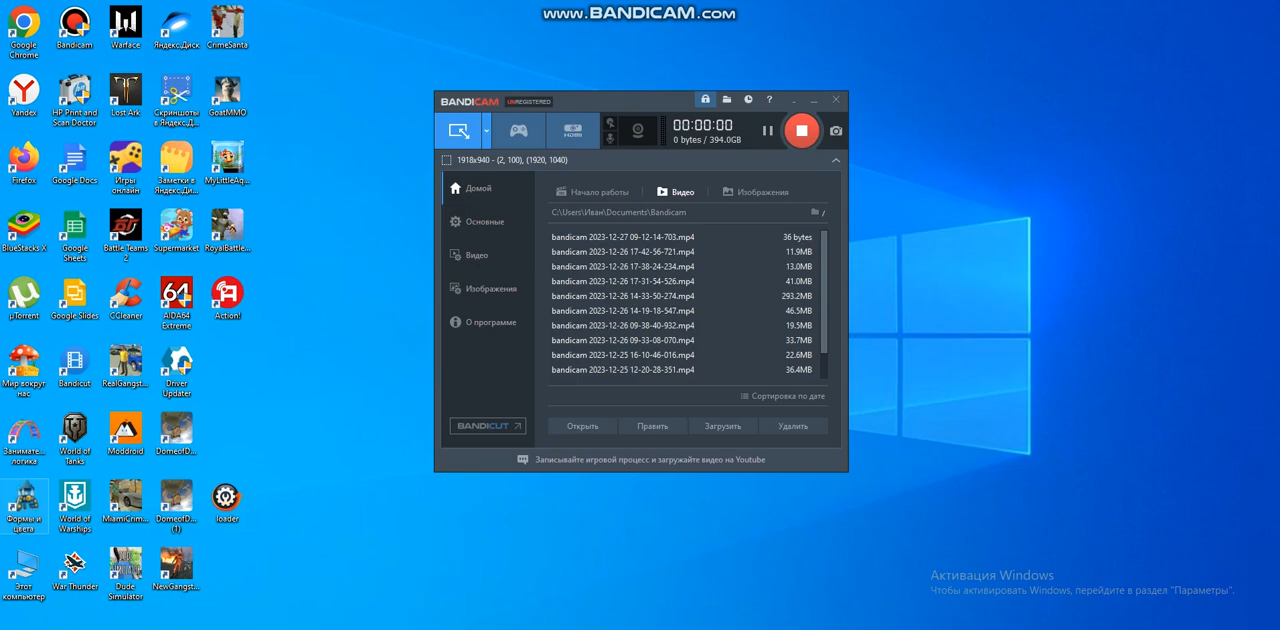 www.BANDICAM.com
Google Chrome
Bandicam
Warface
Яндекс.Диск
CrimeSanta
Yandex
HP Print and Scan Doctor
Lost Ark
Скриншоты в Яндекс.Д...
GoatMMO
Firefox
Google Docs
Игры онлайн
Заметки в Яндекс.Ди...
MyLittleAq...
BlueStacks X
Google Sheets
Battle Teams 2
Supermarket
RoyalBattle...
µTorrent
Google Slides
CCleaner
64
AIDA64 Extreme
Action!
Мир вокруг нас
Bandicut
RealGangst...
Driver Updater
Занимате... логика
World of Tanks
Moddroid
DomeofD...
Формы и цвета
World of Warships
MiamiCrim...
DomeofD... (1)
loader
Этот компьютер
War Thunder
Dude Simulator
NewGangst...
BANDICAM UNREGISTERED
HDMI
00:00:00
0 bytes / 394.0GB
1918x940 - (2, 100), (1920, 1040)
Домой
Основные
Видео
Изображения
О программе
BANDICUT
Начало работы
Видео
Изображения
C:\Users\Иван\Documents\Bandicam
bandicam 2023-12-27 09-12-14-703.mp4 36 bytes
bandicam 2023-12-26 17-42-56-721.mp4 11.9MB
bandicam 2023-12-26 17-38-24-234.mp4 13.0MB
bandicam 2023-12-26 17-31-54-526.mp4 41.0MB
bandicam 2023-12-26 14-33-50-274.mp4 293.2MB
bandicam 2023-12-26 14-19-18-547.mp4 46.5MB
bandicam 2023-12-26 09-38-40-932.mp4 19.5MB
bandicam 2023-12-26 09-33-08-070.mp4 33.7MB
bandicam 2023-12-25 16-10-46-016.mp4 22.6MB
bandicam 2023-12-25 12-20-28-351.mp4 36.4MB
Сортировка по дате
Открыть
Править
Загрузить
Удалить
Записывайте игровой процесс и загружайте видео на Youtube
Активация Windows
Чтобы активировать Windows, перейдите в раздел "Параметры".